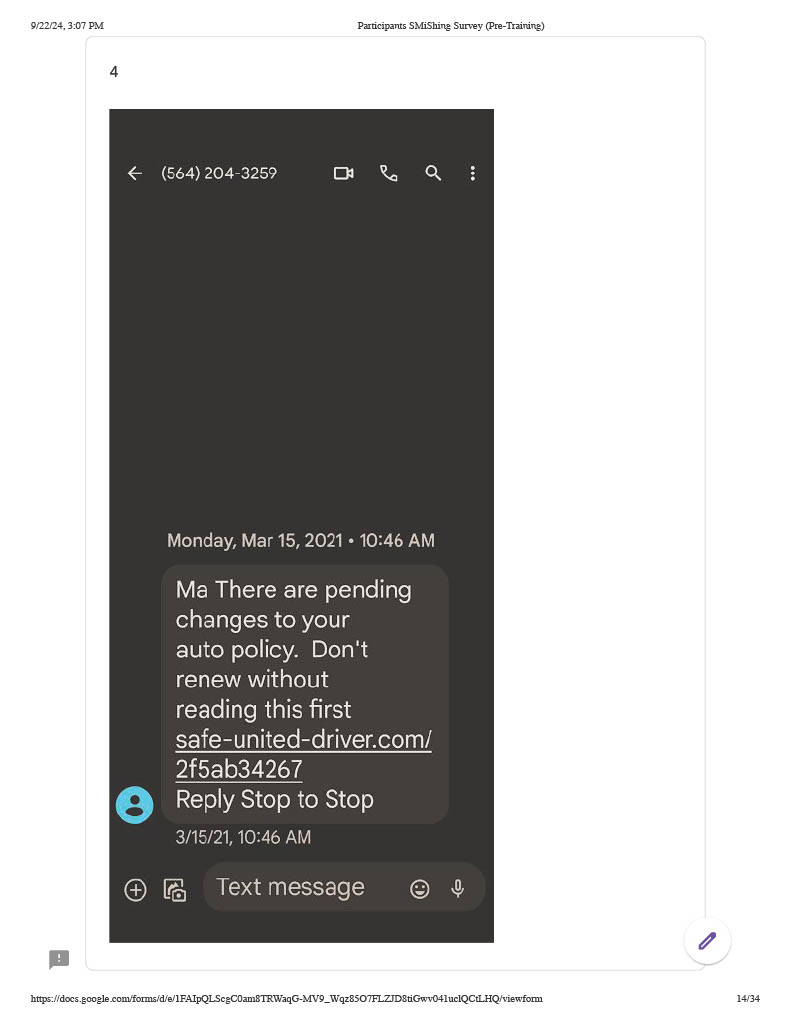 9/22/24, 3:07 PM Participants SMiShing Survey (Pre-Training)
4
(564) 204-3259
Monday, Mar 15, 2021 • 10:46 AM
Ma There are pending
changes to your
auto policy.  Don't
renew without
reading this first
safe-united-driver.com/
2f5ab34267
Reply Stop to Stop
3/15/21, 10:46 AM
Text message
https://docs.google.com/forms/d/e/1FAIpQLScgC0am8TRWaqG-MV9_Wqz85O7FLZJD8tiGwv041uclQCtLHQ/viewform 14/34